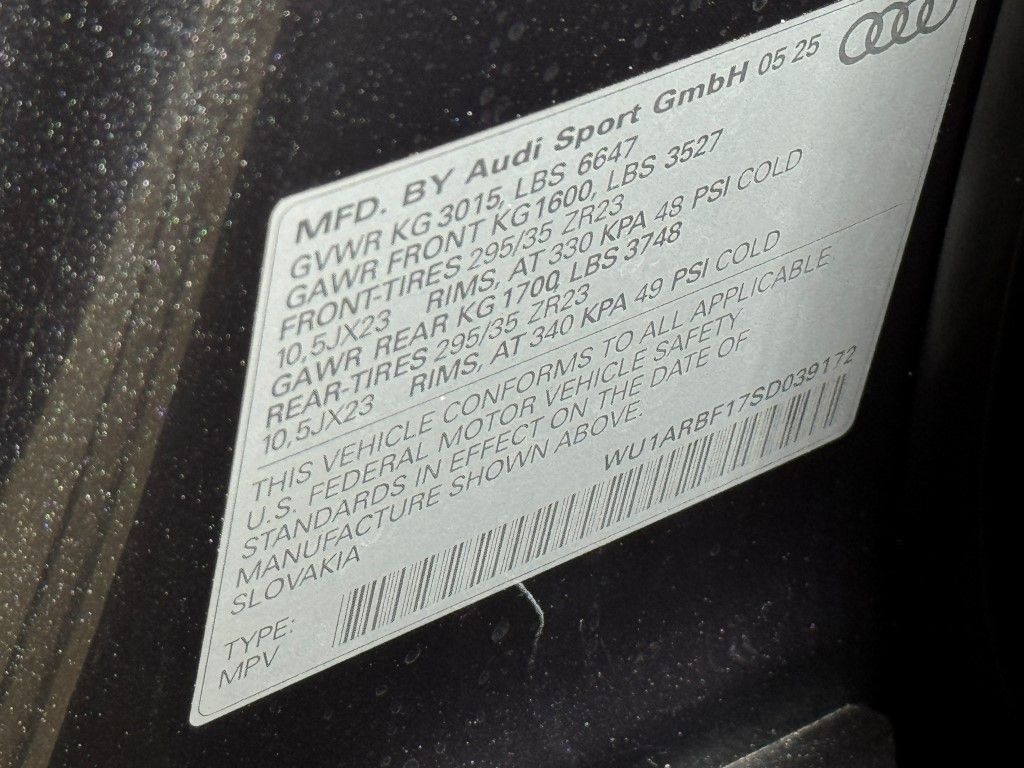 MFD. BY Audi Sport GmbH 05 25
GVWR KG 3015, LBS 6647
GAWR FRONT KG 1600, LBS 3527
FRONT-TIRES 295/35 ZR23
10,5JX23 RIMS, AT 330 KPA 48 PSI COLD
GAWR REAR KG 1700, LBS 3748
REAR-TIRES 295/35 ZR23
10,5JX23 RIMS, AT 340 KPA 49 PSI COLD
THIS VEHICLE CONFORMS TO ALL APPLICABLE
U.S. FEDERAL MOTOR VEHICLE SAFETY
STANDARDS IN EFFECT ON THE DATE OF
MANUFACTURE SHOWN ABOVE.
SLOVAKIA
WU1ARBF17SD039172
TYPE:
MPV